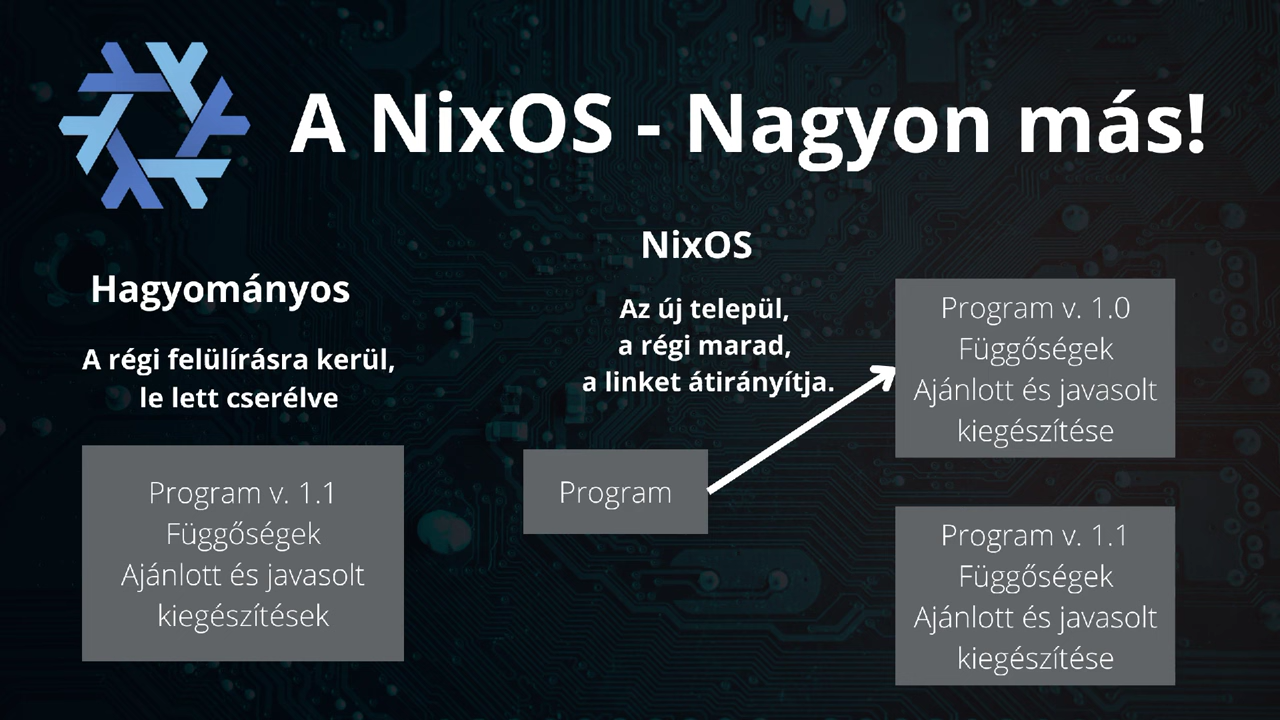 A NixOS - Nagyon más!
Hagyományos
A régi felülírásra kerül,
le lett cserélve
Program v. 1.1
Függőségek
Ajánlott és javasolt
kiegészítések
NixOS
Az új települ,
a régi marad,
a linket átirányítja.
Program
Program v. 1.0
Függőségek
Ajánlott és javasolt
kiegészítése
Program v. 1.1
Függőségek
Ajánlott és javasolt
kiegészítése